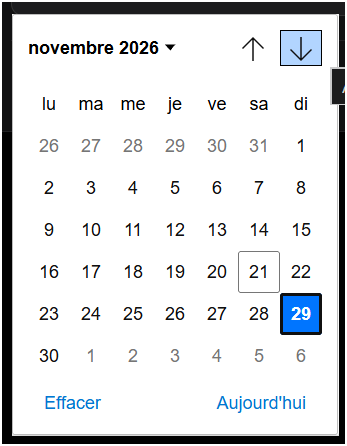 novembre 2026
lu ma me je ve sa di
26 27 28 29 30 31 1
2 3 4 5 6 7 8
9 10 11 12 13 14 15
16 17 18 19 20 21 22
23 24 25 26 27 28 29
30 1 2 3 4 5 6
Effacer Aujourd'hui